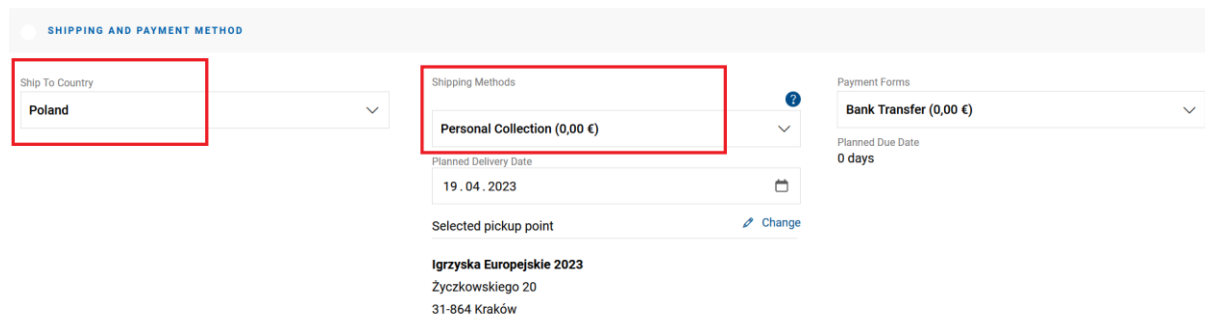 SHIPPING AND PAYMENT METHOD
Ship To Country
Poland
Shipping Methods
?
Personal Collection (0,00 €)
Planned Delivery Date
19 . 04 . 2023
Selected pickup point
Change
Igrzyska Europejskie 2023
Życzkowskiego 20
31-864 Kraków
Payment Forms
Bank Transfer (0,00 €)
Planned Due Date
0 days